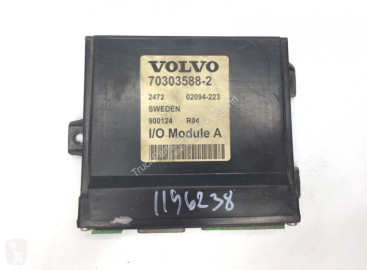 VOLVO
70303588-2
2472 02094-223
SWEDEN
900124 R04
I/O Module A
1196238